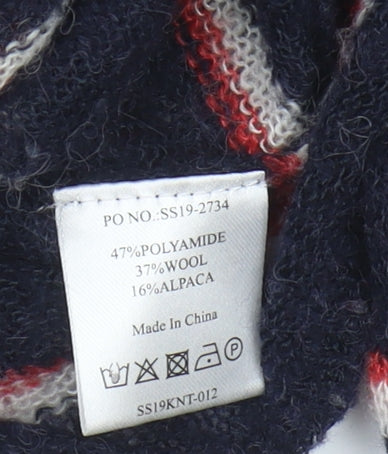 PO NO.:SS19-2734
47%POLYAMIDE
37%WOOL
16%ALPACA
Made In China
P
SS19KNT-012